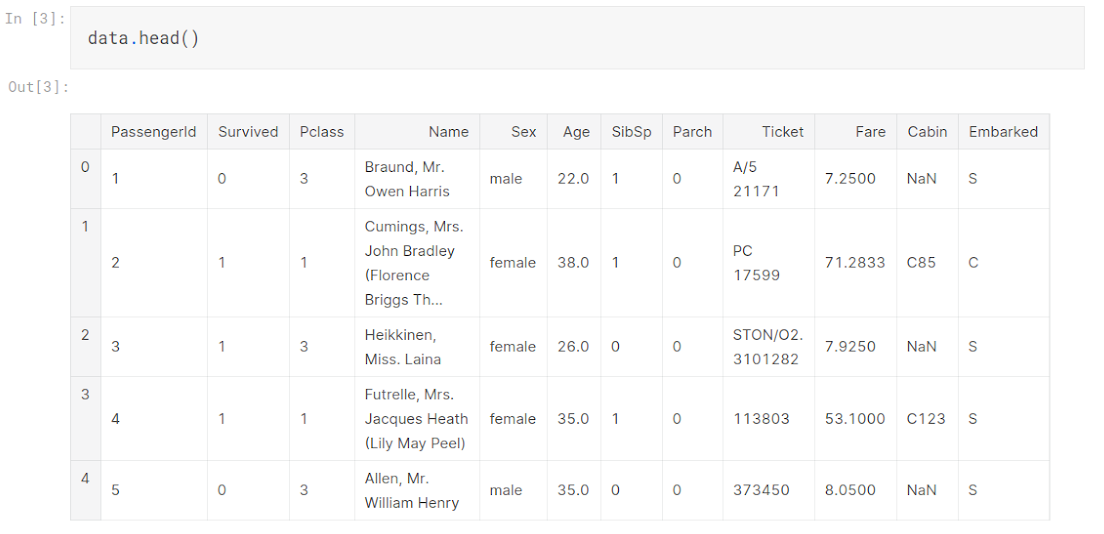 In [3]:
data.head()
Out[3]:
PassengerId Survived Pclass Name Sex Age SibSp Parch Ticket Fare Cabin Embarked
0 1 0 3 Braund, Mr. Owen Harris male 22.0 1 0 A/5 21171 7.2500 NaN S
1 2 1 1 Cumings, Mrs. John Bradley (Florence Briggs Th... female 38.0 1 0 PC 17599 71.2833 C85 C
2 3 1 3 Heikkinen, Miss. Laina female 26.0 0 0 STON/O2. 3101282 7.9250 NaN S
3 4 1 1 Futrelle, Mrs. Jacques Heath (Lily May Peel) female 35.0 1 0 113803 53.1000 C123 S
4 5 0 3 Allen, Mr. William Henry male 35.0 0 0 373450 8.0500 NaN S